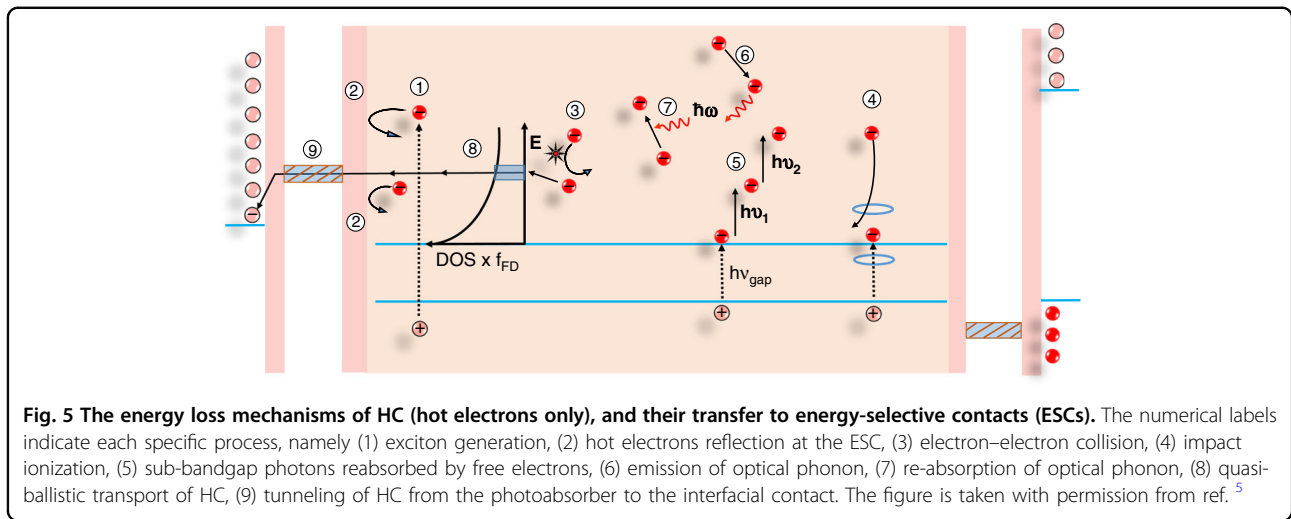 ⑥
①
②
④
③
⑦
ħω
E
⑨
⑧
hυ₂
⑤
②
hυ₁
DOS x f_FD
hν_gap
Fig. 5 The energy loss mechanisms of HC (hot electrons only), and their transfer to energy-selective contacts (ESCs). The numerical labels
indicate each specific process, namely (1) exciton generation, (2) hot electrons reflection at the ESC, (3) electron–electron collision, (4) impact
ionization, (5) sub-bandgap photons reabsorbed by free electrons, (6) emission of optical phonon, (7) re-absorption of optical phonon, (8) quasi-
ballistic transport of HC, (9) tunneling of HC from the photoabsorber to the interfacial contact. The figure is taken with permission from ref. ⁵